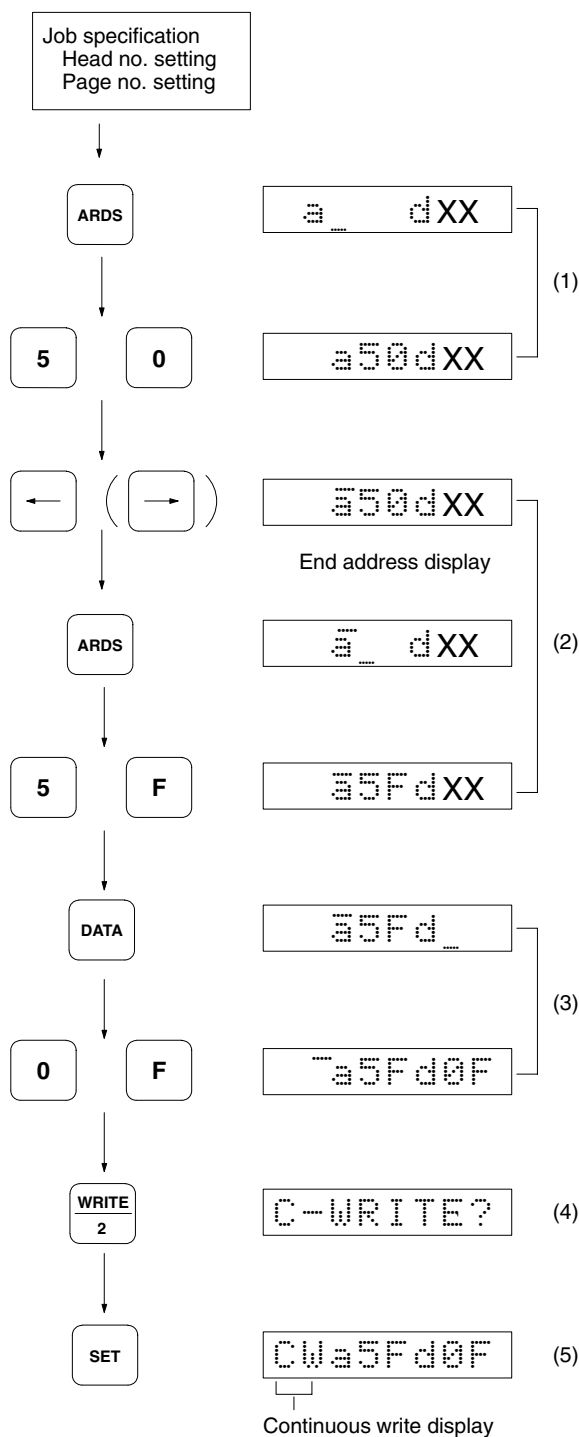 Job specification
Head no. setting
Page no. setting
ARDS
a_ dXX
(1)
5 0
a50dXX
← ( → )
a50dXX
End address display
ARDS
a_ dXX
(2)
5 F
a5FdXX
DATA
a5Fd_
(3)
0 F
a5Fd0F
WRITE
2
C-WRITE?
(4)
SET
CWa5Fd0F
(5)
Continuous write display